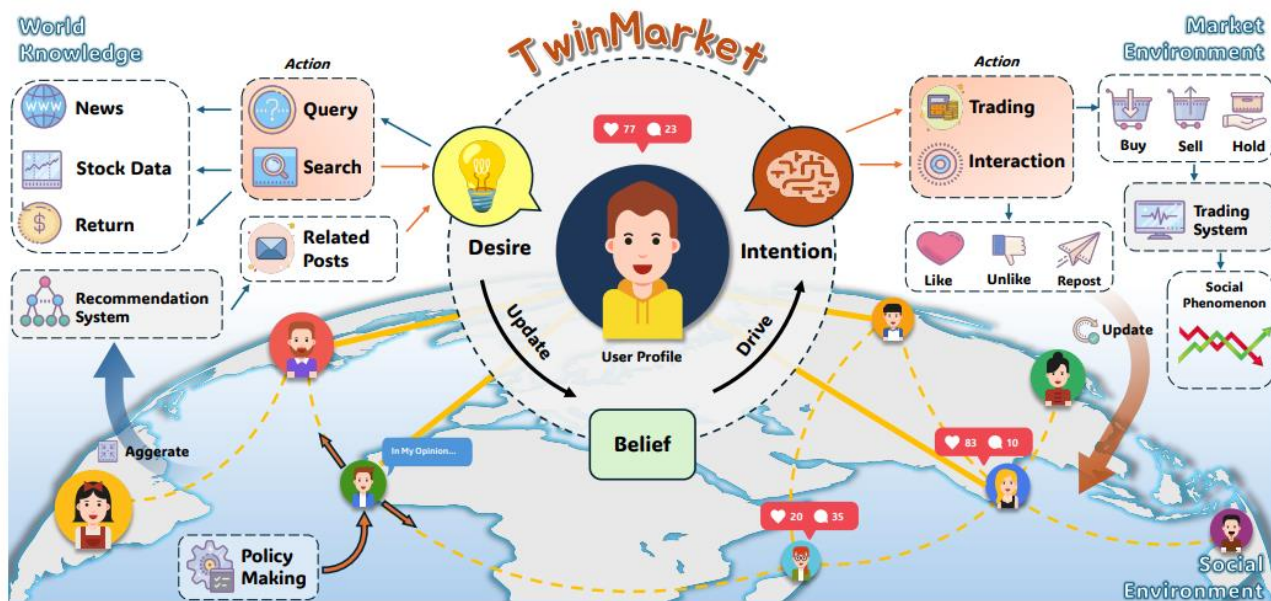 TwinMarket
World
Knowledge
News
Stock Data
Return
Action
Query
Search
Related
Posts
Recommendation
System
Aggerate
Policy
Making
In My Opinion...
77 23
Desire
Intention
User Profile
Update
Drive
Belief
20 35
83 10
Market
Environment
Action
Trading
Interaction
Buy Sell Hold
Like Unlike Repost
Trading
System
Social
Phenomenon
Update
Social
Environment
WWW
?
$